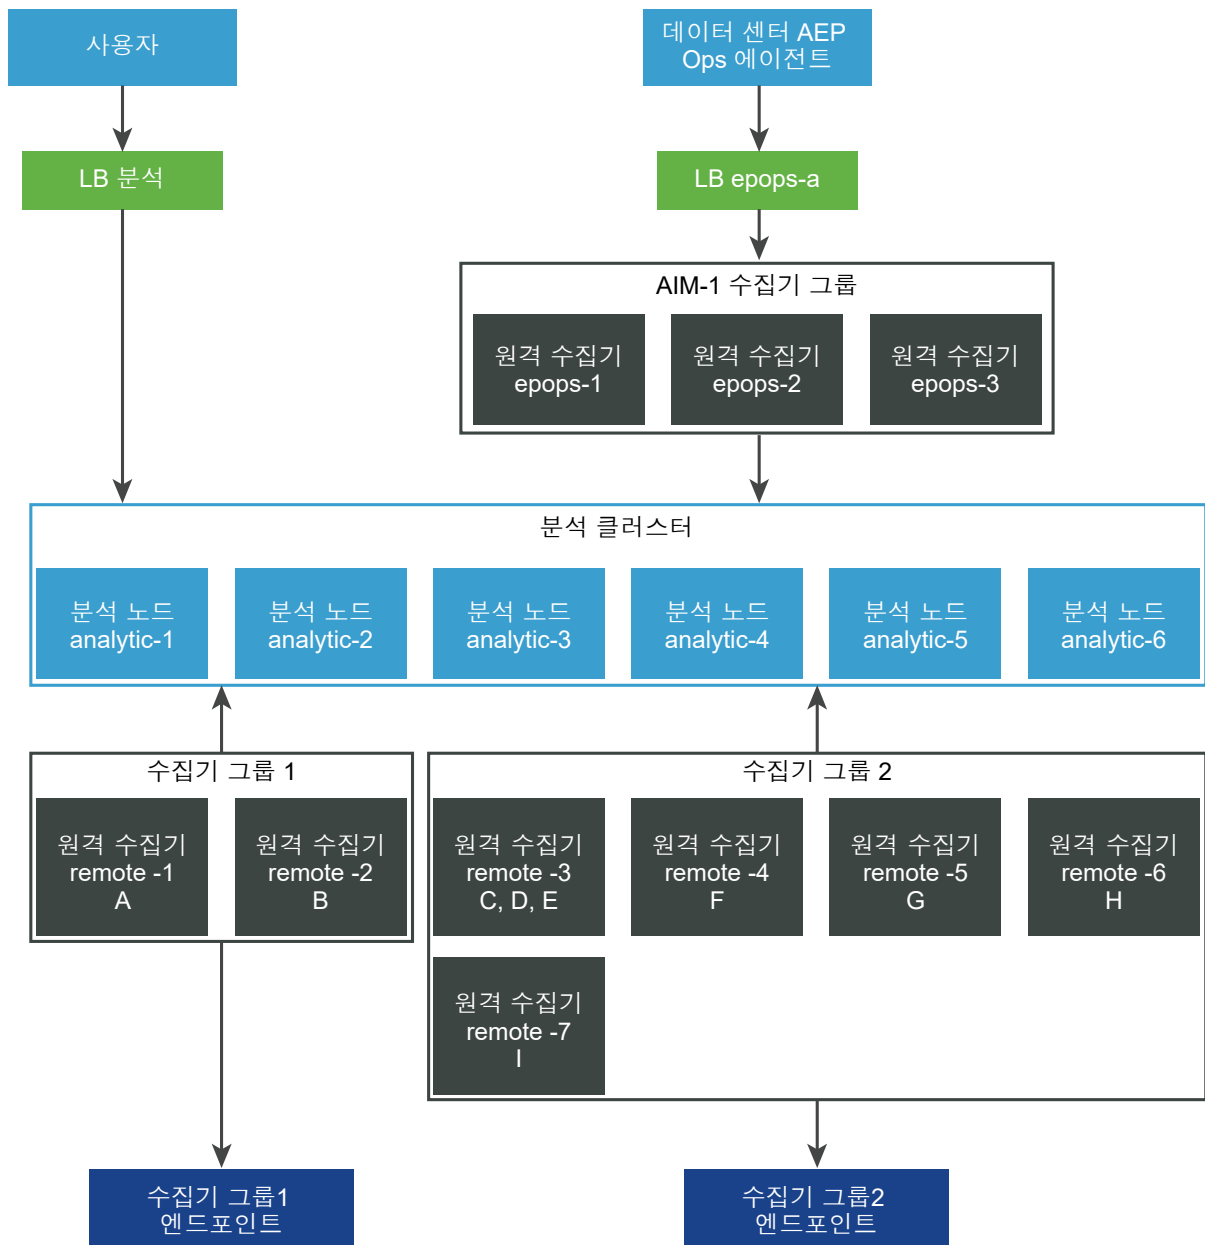 사용자
데이터 센터 AEP
Ops 에이전트
LB 분석
LB epops-a
AIM-1 수집기 그룹
원격 수집기
epops-1
원격 수집기
epops-2
원격 수집기
epops-3
분석 클러스터
분석 노드
analytic-1
분석 노드
analytic-2
분석 노드
analytic-3
분석 노드
analytic-4
분석 노드
analytic-5
분석 노드
analytic-6
수집기 그룹 1
원격 수집기
remote -1
A
원격 수집기
remote -2
B
수집기 그룹 2
원격 수집기
remote -3
C, D, E
원격 수집기
remote -4
F
원격 수집기
remote -5
G
원격 수집기
remote -6
H
원격 수집기
remote -7
I
수집기 그룹1
엔드포인트
수집기 그룹2
엔드포인트